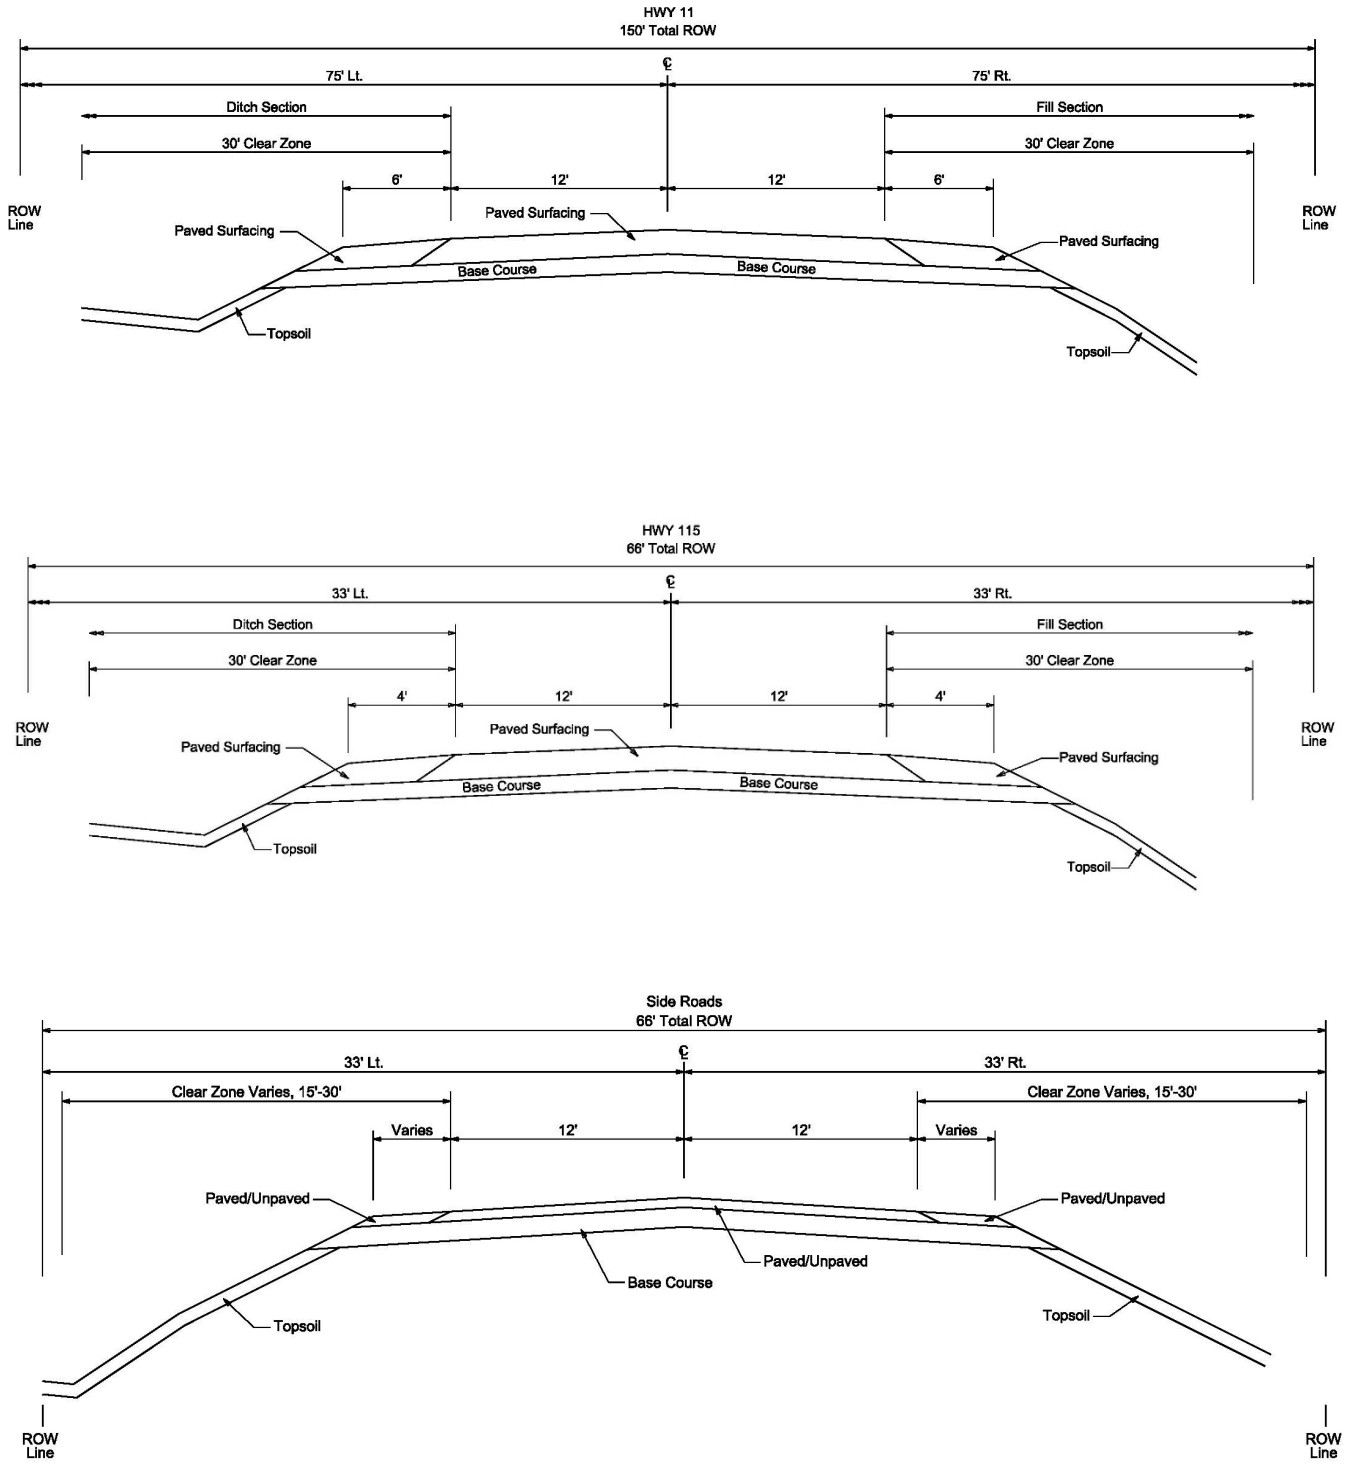 HWY 11
150' Total ROW
℄
75' Lt.
75' Rt.
Ditch Section
Fill Section
30' Clear Zone
30' Clear Zone
6'
12'
12'
6'
ROW
Line
ROW
Line
Paved Surfacing
Paved Surfacing
Paved Surfacing
Base Course
Base Course
Topsoil
Topsoil
HWY 115
66' Total ROW
℄
33' Lt.
33' Rt.
Ditch Section
Fill Section
30' Clear Zone
30' Clear Zone
4'
12'
12'
4'
ROW
Line
ROW
Line
Paved Surfacing
Paved Surfacing
Paved Surfacing
Base Course
Base Course
Topsoil
Topsoil
Side Roads
66' Total ROW
℄
33' Lt.
33' Rt.
Clear Zone Varies, 15'-30'
Clear Zone Varies, 15'-30'
Varies
12'
12'
Varies
Paved/Unpaved
Paved/Unpaved
Paved/Unpaved
Base Course
Topsoil
Topsoil
ROW
Line
ROW
Line